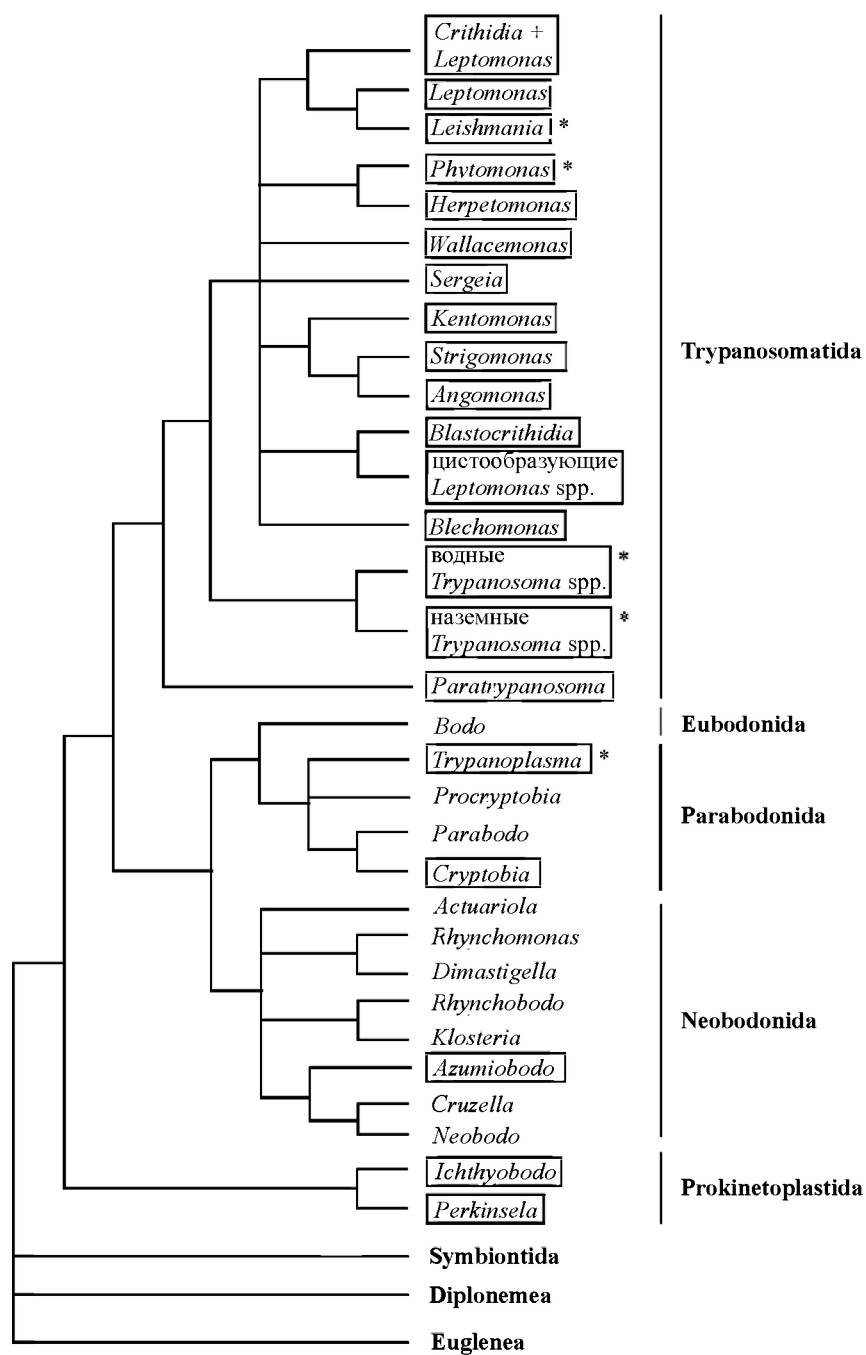 Crithidia +
Leptomonas
Leptomonas
Leishmania *
Phytomonas *
Herpetomonas
Wallacemonas
Sergeia
Kentomonas
Strigomonas
Angomonas
Blastocrithidia
цистообразующие
Leptomonas spp.
Blechomonas
водные *
Trypanosoma spp.
наземные *
Trypanosoma spp.
Paratrypanosoma
Trypanosomatida
Bodo
Eubodonida
Trypanoplasma *
Procryptobia
Parabodo
Cryptobia
Parabodonida
Actuariola
Rhynchomonas
Dimastigella
Rhynchobodo
Klosteria
Azumiobodo
Cruzella
Neobodo
Neobodonida
Ichthyobodo
Perkinsela
Prokinetoplastida
Symbiontida
Diplonemea
Euglenea